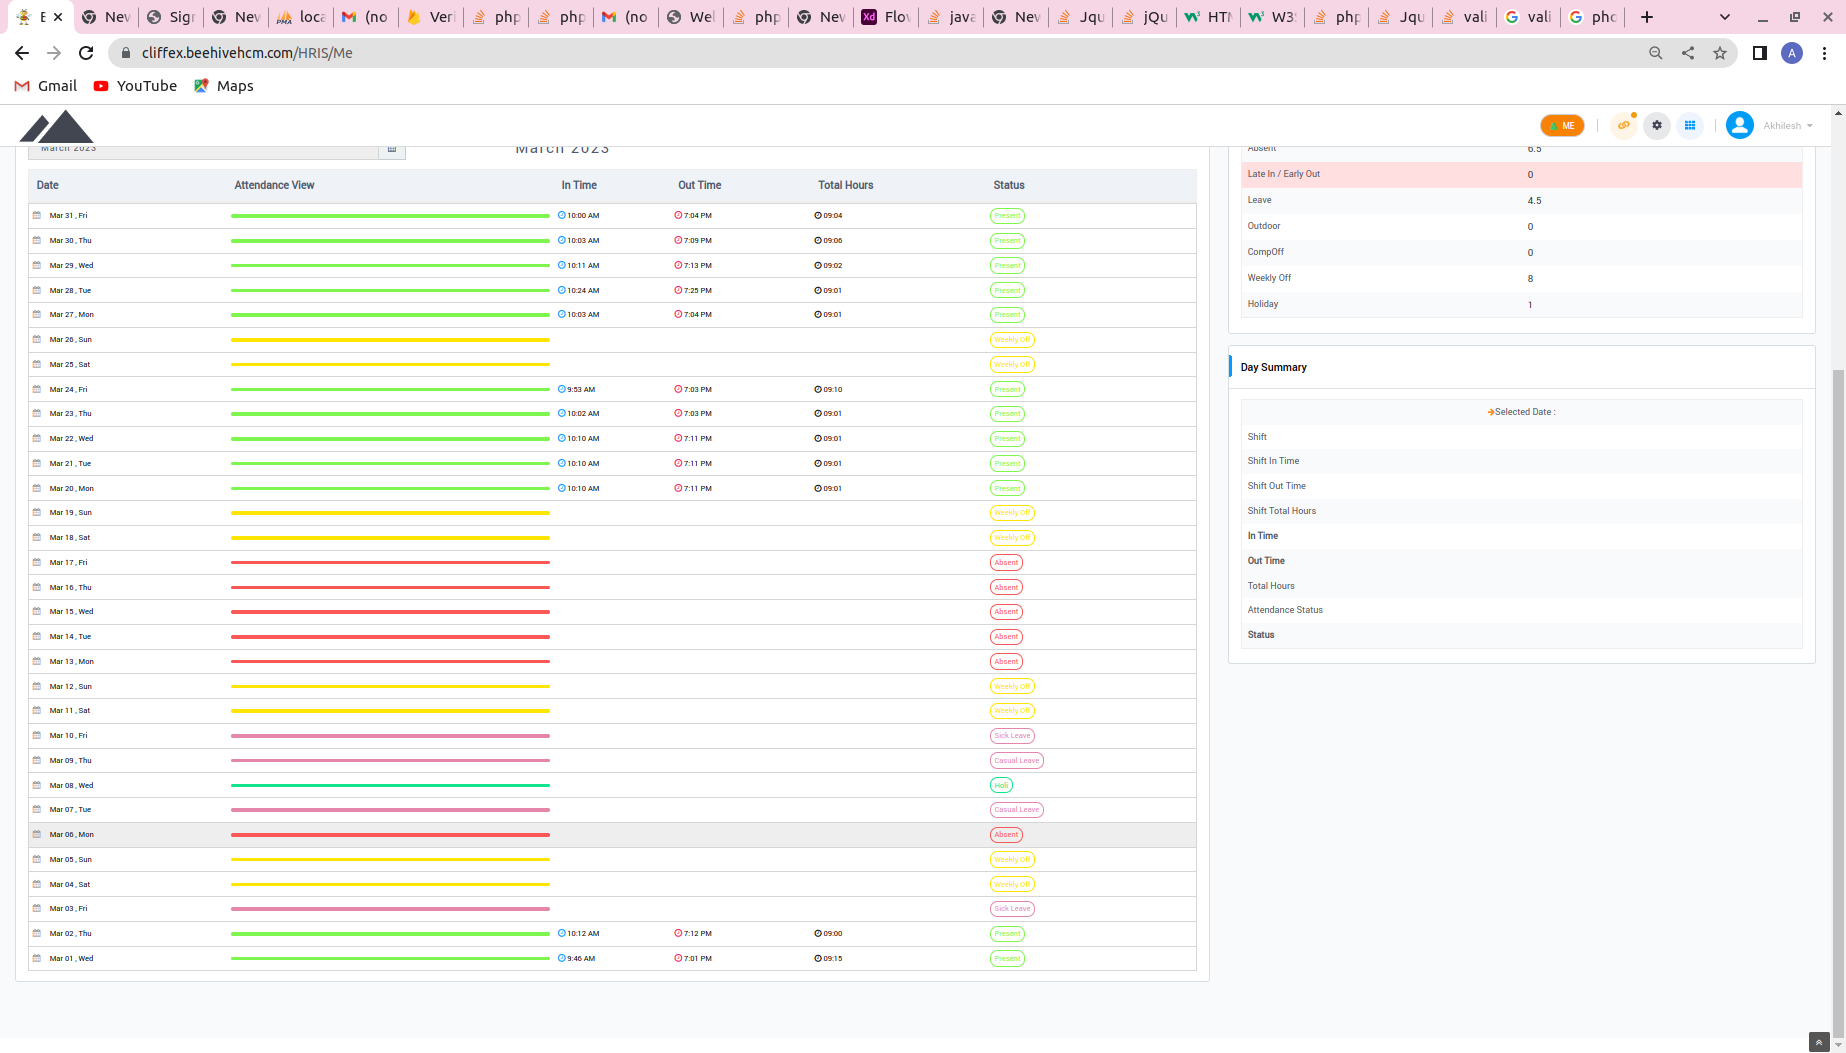 E
Nev
Sigr
Nev
loca
(no
Veri
php
php
(no
Wel
php
Nev
Flov
java
Nev
Jqu
jQu
HTM
W3
php
Jqu
vali
vali
pho
cliffex.beehivehcm.com/HRIS/Me
A
Gmail
YouTube
Maps
ME
Akhilesh
March 2023
March 2023
Date Attendance View In Time Out Time Total Hours Status
Mar 31 , Fri 10:00 AM 7:04 PM 09:04 Present
Mar 30 , Thu 10:03 AM 7:09 PM 09:06 Present
Mar 29 , Wed 10:11 AM 7:13 PM 09:02 Present
Mar 28 , Tue 10:24 AM 7:25 PM 09:01 Present
Mar 27 , Mon 10:03 AM 7:04 PM 09:01 Present
Mar 26 , Sun Weekly Off
Mar 25 , Sat Weekly Off
Mar 24 , Fri 9:53 AM 7:03 PM 09:10 Present
Mar 23 , Thu 10:02 AM 7:03 PM 09:01 Present
Mar 22 , Wed 10:10 AM 7:11 PM 09:01 Present
Mar 21 , Tue 10:10 AM 7:11 PM 09:01 Present
Mar 20 , Mon 10:10 AM 7:11 PM 09:01 Present
Mar 19 , Sun Weekly Off
Mar 18 , Sat Weekly Off
Mar 17 , Fri Absent
Mar 16 , Thu Absent
Mar 15 , Wed Absent
Mar 14 , Tue Absent
Mar 13 , Mon Absent
Mar 12 , Sun Weekly Off
Mar 11 , Sat Weekly Off
Mar 10 , Fri Sick Leave
Mar 09 , Thu Casual Leave
Mar 08 , Wed Holi
Mar 07 , Tue Casual Leave
Mar 06 , Mon Absent
Mar 05 , Sun Weekly Off
Mar 04 , Sat Weekly Off
Mar 03 , Fri Sick Leave
Mar 02 , Thu 10:12 AM 7:12 PM 09:00 Present
Mar 01 , Wed 9:46 AM 7:01 PM 09:15 Present
Absent 6.5
Late In / Early Out 0
Leave 4.5
Outdoor 0
CompOff 0
Weekly Off 8
Holiday 1
Day Summary
Selected Date :
Shift
Shift In Time
Shift Out Time
Shift Total Hours
In Time
Out Time
Total Hours
Attendance Status
Status